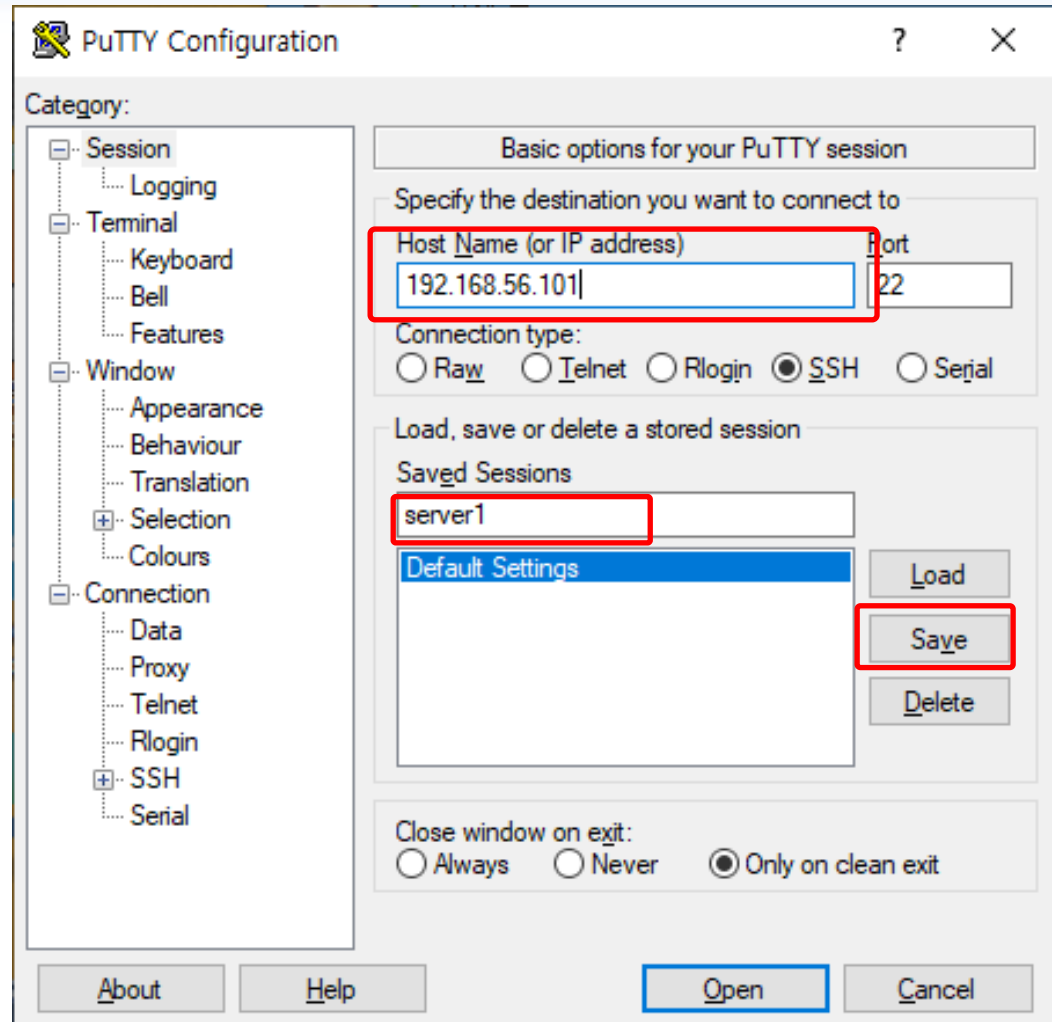 PuTTY Configuration
?
Category:
Session
Logging
Terminal
Keyboard
Bell
Features
Window
Appearance
Behaviour
Translation
Selection
Colours
Connection
Data
Proxy
Telnet
Rlogin
SSH
Serial
Basic options for your PuTTY session
Specify the destination you want to connect to
Host Name (or IP address) Port
192.168.56.101 22
Connection type:
Raw Telnet Rlogin SSH Serial
Load, save or delete a stored session
Saved Sessions
server1
Default Settings
Load
Save
Delete
Close window on exit:
Always Never Only on clean exit
About Help Open Cancel